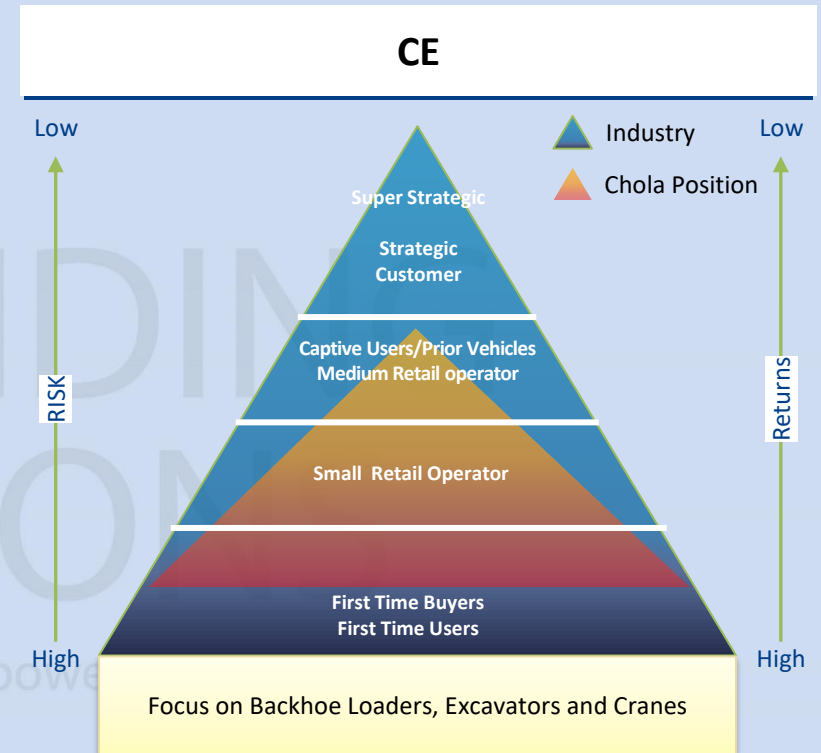 CE
Low
Industry
Low
Chola Position
Super Strategic
Strategic
Customer
Captive Users/Prior Vehicles
Medium Retail operator
RISK
Returns
Small  Retail Operator
First Time Buyers
First Time Users
High
High
Focus on Backhoe Loaders, Excavators and Cranes